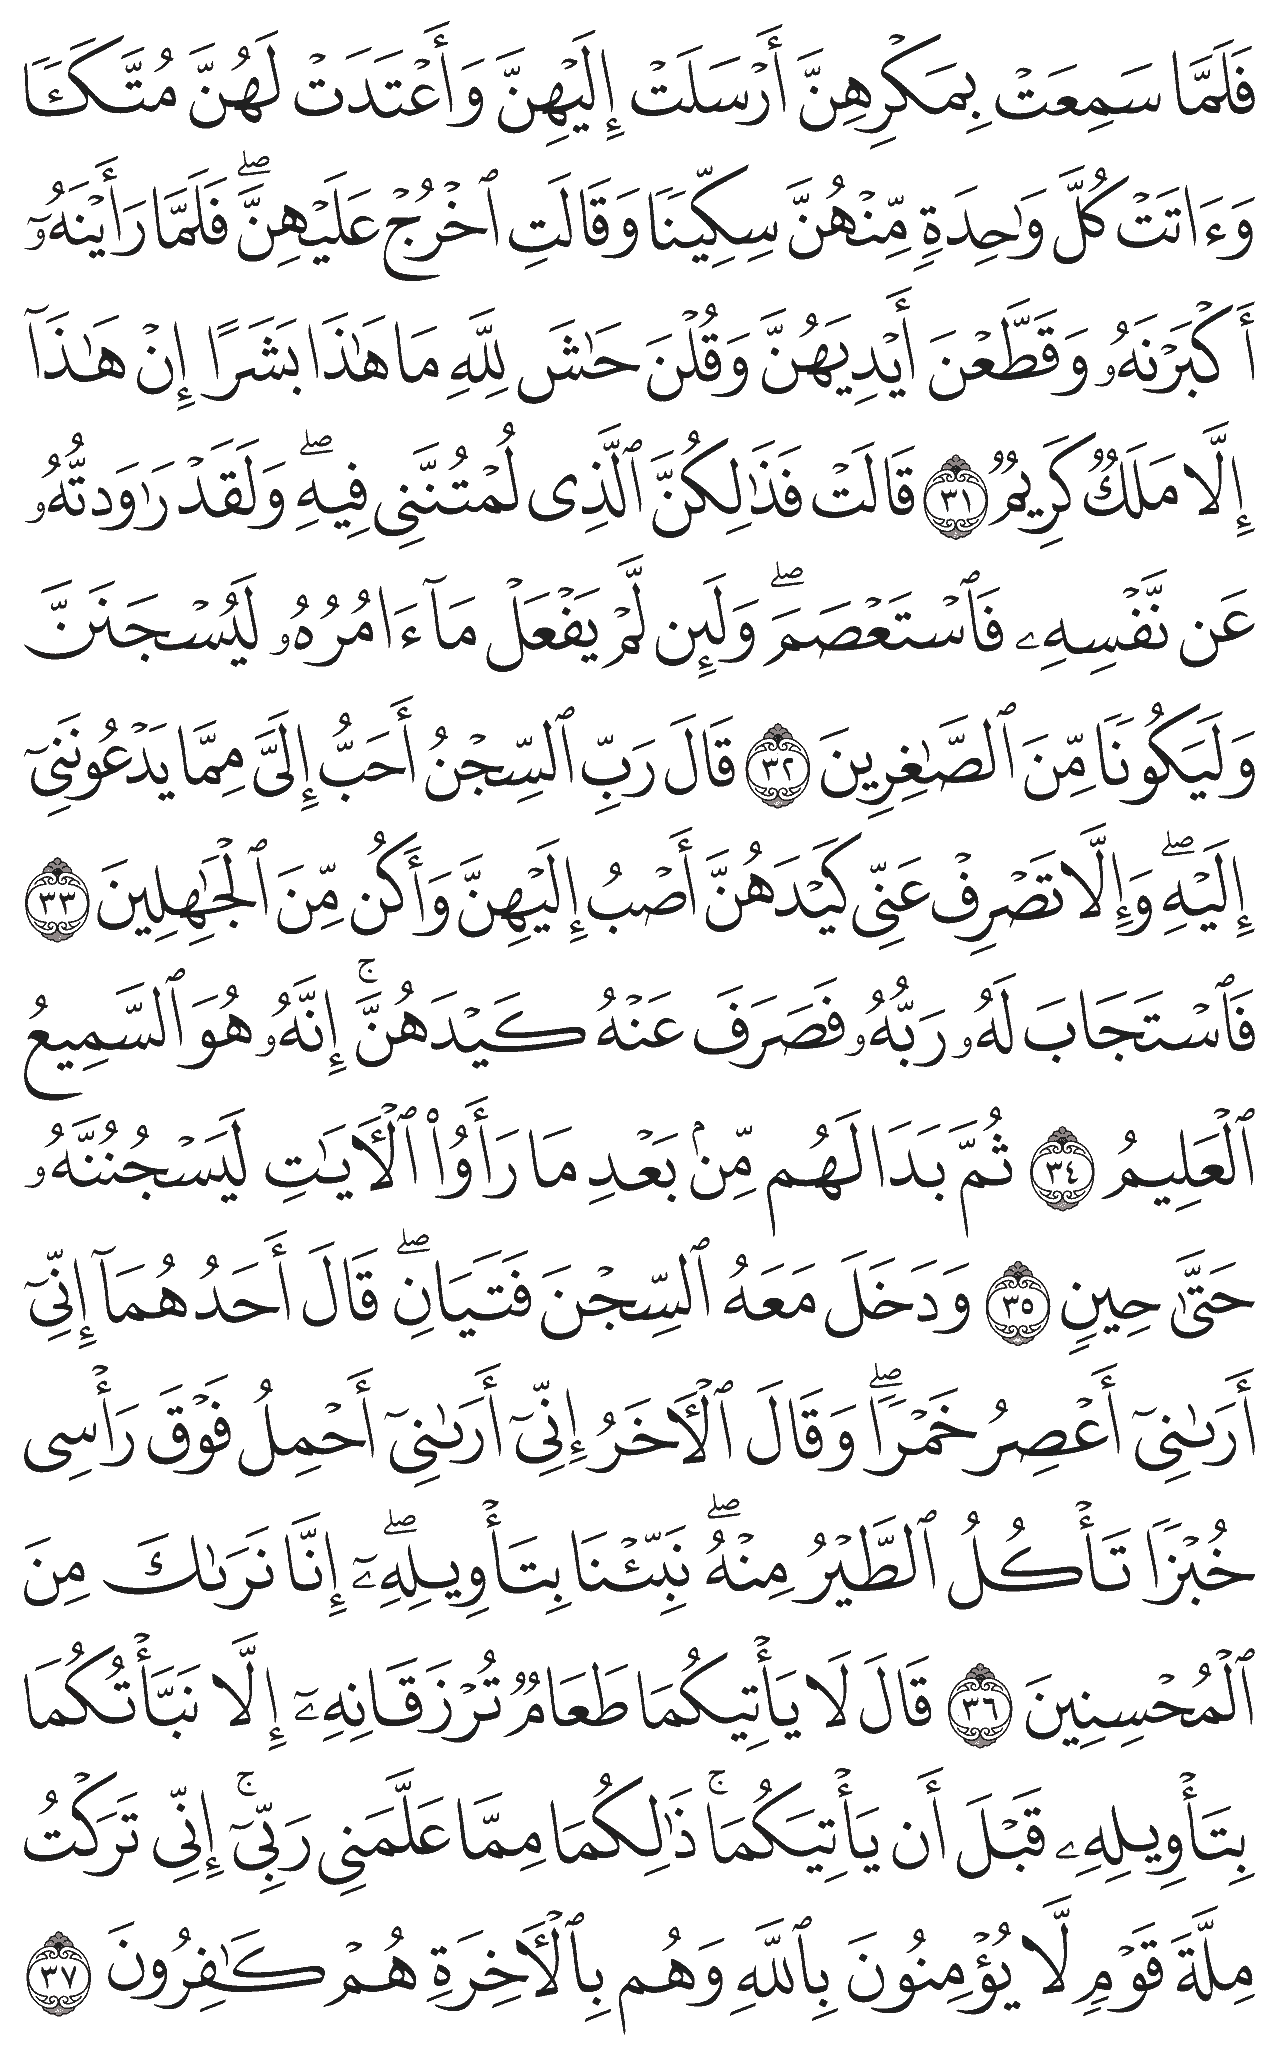 فَلَمَّا سَمِعَتْ بِمَكْرِهِنَّ أَرْسَلَتْ إِلَيْهِنَّ وَأَعْتَدَتْ لَهُنَّ مُتَّكَـًٔا
وَءَاتَتْ كُلَّ وَٰحِدَةٍ مِّنْهُنَّ سِكِّينًا وَقَالَتِ ٱخْرُجْ عَلَيْهِنَّ ۖ فَلَمَّا رَأَيْنَهُۥٓ
أَكْبَرْنَهُۥ وَقَطَّعْنَ أَيْدِيَهُنَّ وَقُلْنَ حَٰشَ لِلَّهِ مَا هَٰذَا بَشَرًا إِنْ هَٰذَآ
إِلَّا مَلَكٌ كَرِيمٌ ٣١ قَالَتْ فَذَٰلِكُنَّ ٱلَّذِى لُمْتُنَّنِى فِيهِ ۖ وَلَقَدْ رَٰوَدتُّهُۥ
عَن نَّفْسِهِۦ فَٱسْتَعْصَمَ ۖ وَلَئِن لَّمْ يَفْعَلْ مَآ ءَامُرُهُۥ لَيُسْجَنَنَّ
وَلَيَكُونًا مِّنَ ٱلصَّٰغِرِينَ ٣٢ قَالَ رَبِّ ٱلسِّجْنُ أَحَبُّ إِلَىَّ مِمَّا يَدْعُونَنِىٓ
إِلَيْهِ ۖ وَإِلَّا تَصْرِفْ عَنِّى كَيْدَهُنَّ أَصْبُ إِلَيْهِنَّ وَأَكُن مِّنَ ٱلْجَٰهِلِينَ ٣٣
فَٱسْتَجَابَ لَهُۥ رَبُّهُۥ فَصَرَفَ عَنْهُ كَيْدَهُنَّ ۚ إِنَّهُۥ هُوَ ٱلسَّمِيعُ
ٱلْعَلِيمُ ٣٤ ثُمَّ بَدَا لَهُم مِّنۢ بَعْدِ مَا رَأَوُا۟ ٱلْـَٔايَٰتِ لَيَسْجُنُنَّهُۥ
حَتَّىٰ حِينٍ ٣٥ وَدَخَلَ مَعَهُ ٱلسِّجْنَ فَتَيَانِ ۖ قَالَ أَحَدُهُمَآ إِنِّىٓ
أَرَىٰنِىٓ أَعْصِرُ خَمْرًا ۖ وَقَالَ ٱلْـَٔاخَرُ إِنِّىٓ أَرَىٰنِىٓ أَحْمِلُ فَوْقَ رَأْسِى
خُبْزًا تَأْكُلُ ٱلطَّيْرُ مِنْهُ ۖ نَبِّئْنَا بِتَأْوِيلِهِۦٓ ۖ إِنَّا نَرَىٰكَ مِنَ
ٱلْمُحْسِنِينَ ٣٦ قَالَ لَا يَأْتِيكُمَا طَعَامٌ تُرْزَقَانِهِۦٓ إِلَّا نَبَّأْتُكُمَا
بِتَأْوِيلِهِۦ قَبْلَ أَن يَأْتِيَكُمَا ۚ ذَٰلِكُمَا مِمَّا عَلَّمَنِى رَبِّىٓ ۚ إِنِّى تَرَكْتُ
مِلَّةَ قَوْمٍ لَّا يُؤْمِنُونَ بِٱللَّهِ وَهُم بِٱلْـَٔاخِرَةِ هُمْ كَٰفِرُونَ ٣٧